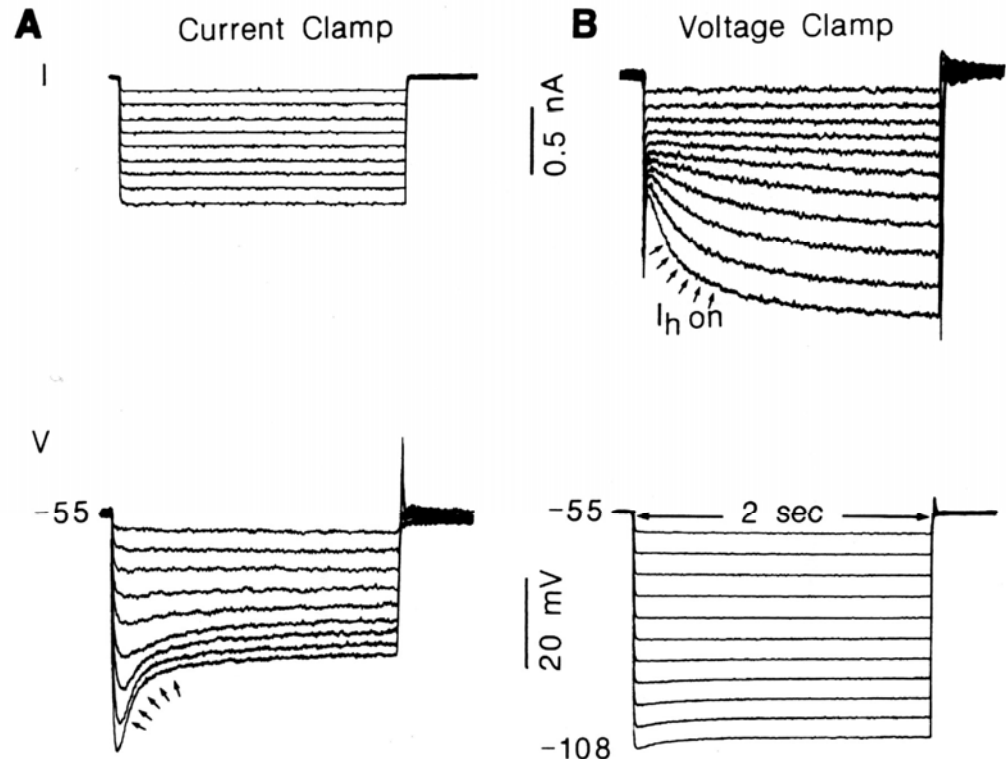 A Current Clamp
I
V
-55
B Voltage Clamp
0.5 nA
Ih on
-55
2 sec
20 mV
-108